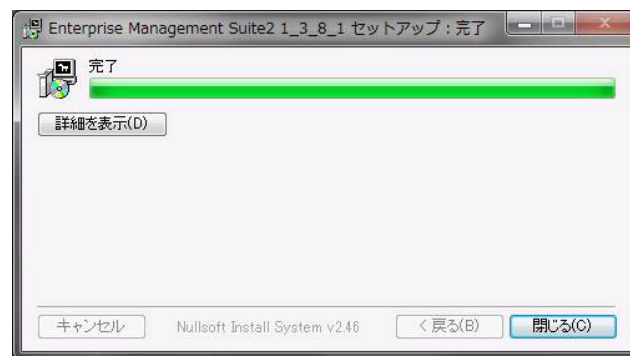 Enterprise Management Suite2 1_3_8_1 セットアップ：完了
完了
詳細を表示(D)
キャンセル
Nullsoft Install System v2.46
< 戻る(B)
閉じる(C)